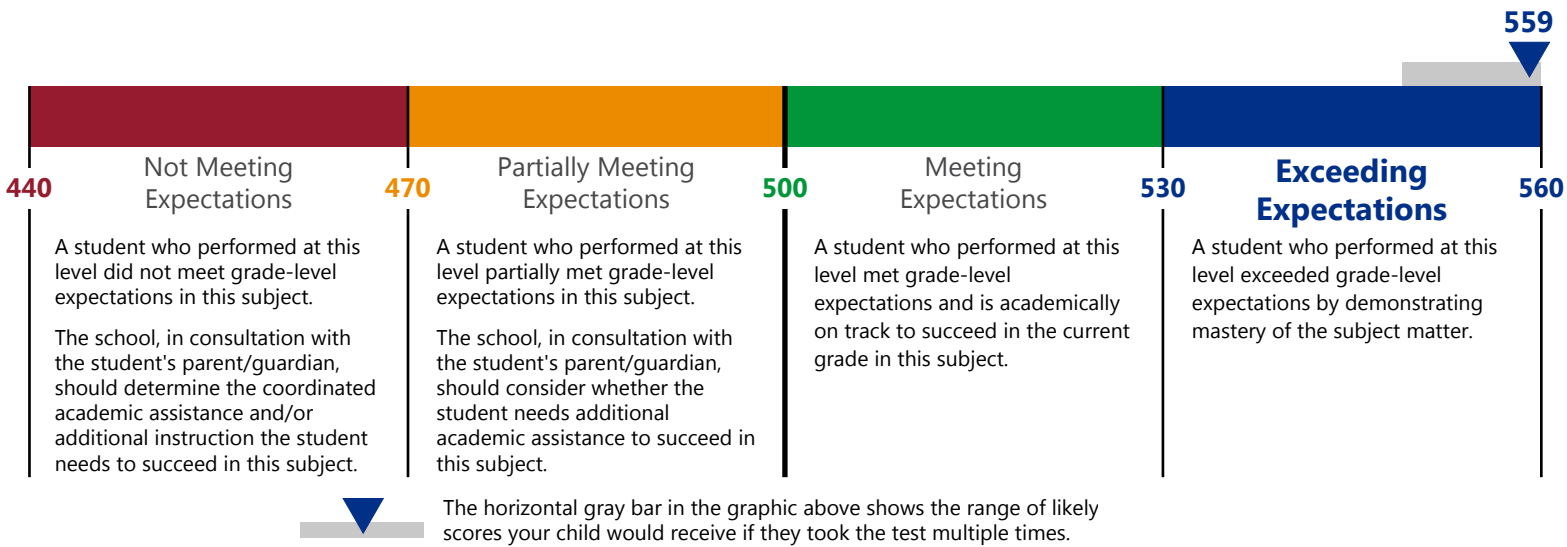 559
440
Not Meeting
Expectations
470
Partially Meeting
Expectations
500
Meeting
Expectations
530
Exceeding
Expectations
560
A student who performed at this
level did not meet grade-level
expectations in this subject.
The school, in consultation with
the student's parent/guardian,
should determine the coordinated
academic assistance and/or
additional instruction the student
needs to succeed in this subject.
A student who performed at this
level partially met grade-level
expectations in this subject.
The school, in consultation with
the student's parent/guardian,
should consider whether the
student needs additional
academic assistance to succeed in
this subject.
A student who performed at this
level met grade-level
expectations and is academically
on track to succeed in the current
grade in this subject.
A student who performed at this
level exceeded grade-level
expectations by demonstrating
mastery of the subject matter.
The horizontal gray bar in the graphic above shows the range of likely
scores your child would receive if they took the test multiple times.